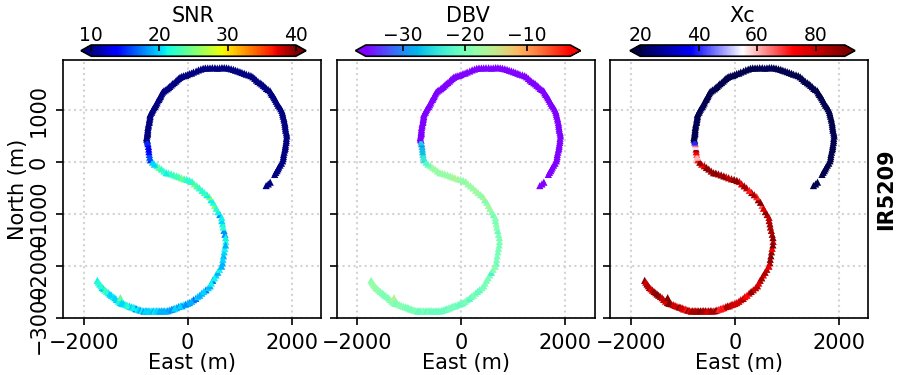 SNR
10 20 30 40
DBV
−30 −20 −10
Xc
20 40 60 80
North (m)
1000
0
−1000
−2000
−3000
−2000 0 2000
East (m)
−2000 0 2000
East (m)
−2000 0 2000
East (m)
IR5209